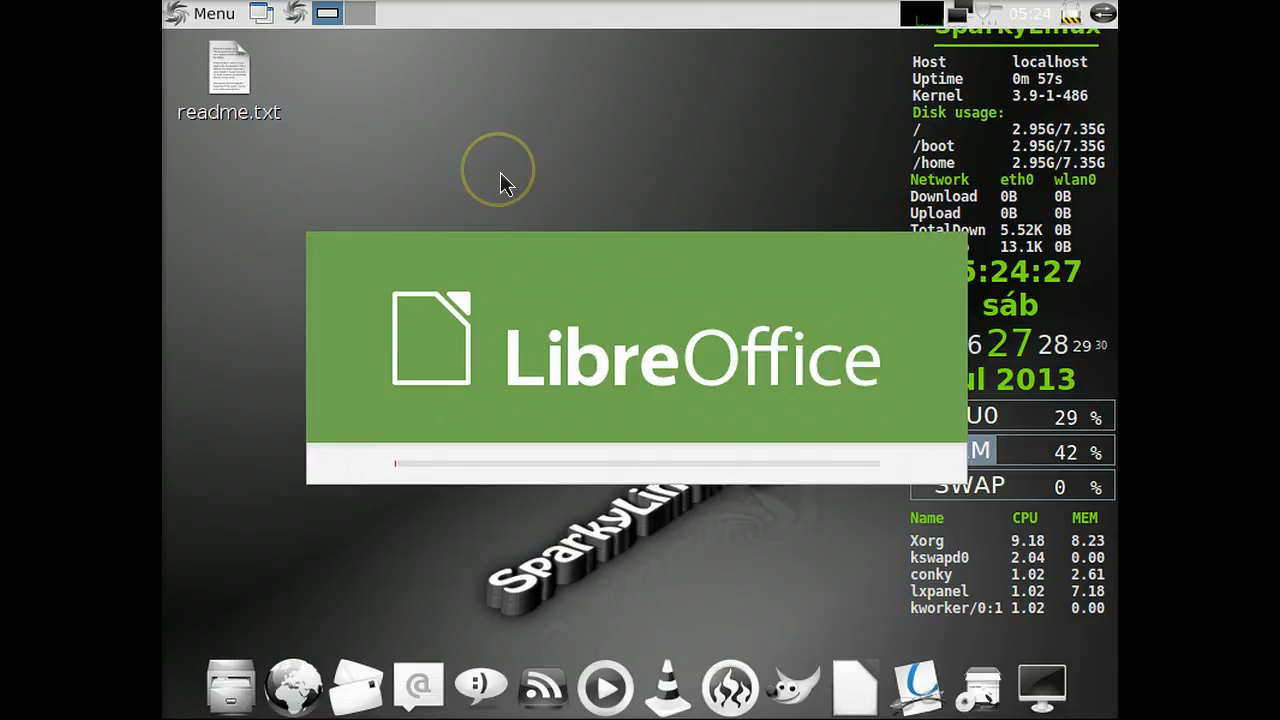 Menu
05:24
SparkyLinux
readme.txt
Host localhost
Uptime 0m 57s
Kernel 3.9-1-486
Disk usage:
/ 2.95G/7.35G
/boot 2.95G/7.35G
/home 2.95G/7.35G
Network eth0 wlan0
Download 0B 0B
Upload 0B 0B
TotalDown 5.52K 0B
13.1K 0B
5:24:27
sáb
6 27 28 29 30
ul 2013
LibreOffice
U0 29 %
M 42 %
SWAP 0 %
Name CPU MEM
Xorg 9.18 8.23
kswapd0 2.04 0.00
conky 1.02 2.61
lxpanel 1.02 7.18
kworker/0:1 1.02 0.00
SparkyLin